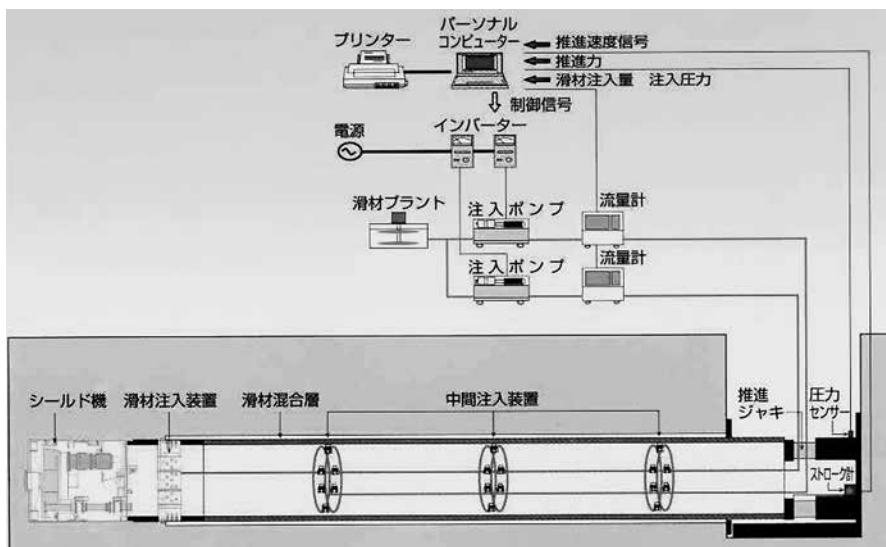 プリンター
パーソナル
コンピューター
推進速度信号
推進力
滑材注入量 注入圧力
制御信号
電源
インバーター
滑材プラント
注入ポンプ
流量計
注入ポンプ
流量計
シールド機
滑材注入装置
滑材混合層
中間注入装置
推進
ジャキ
圧力
センサー
ストローク計